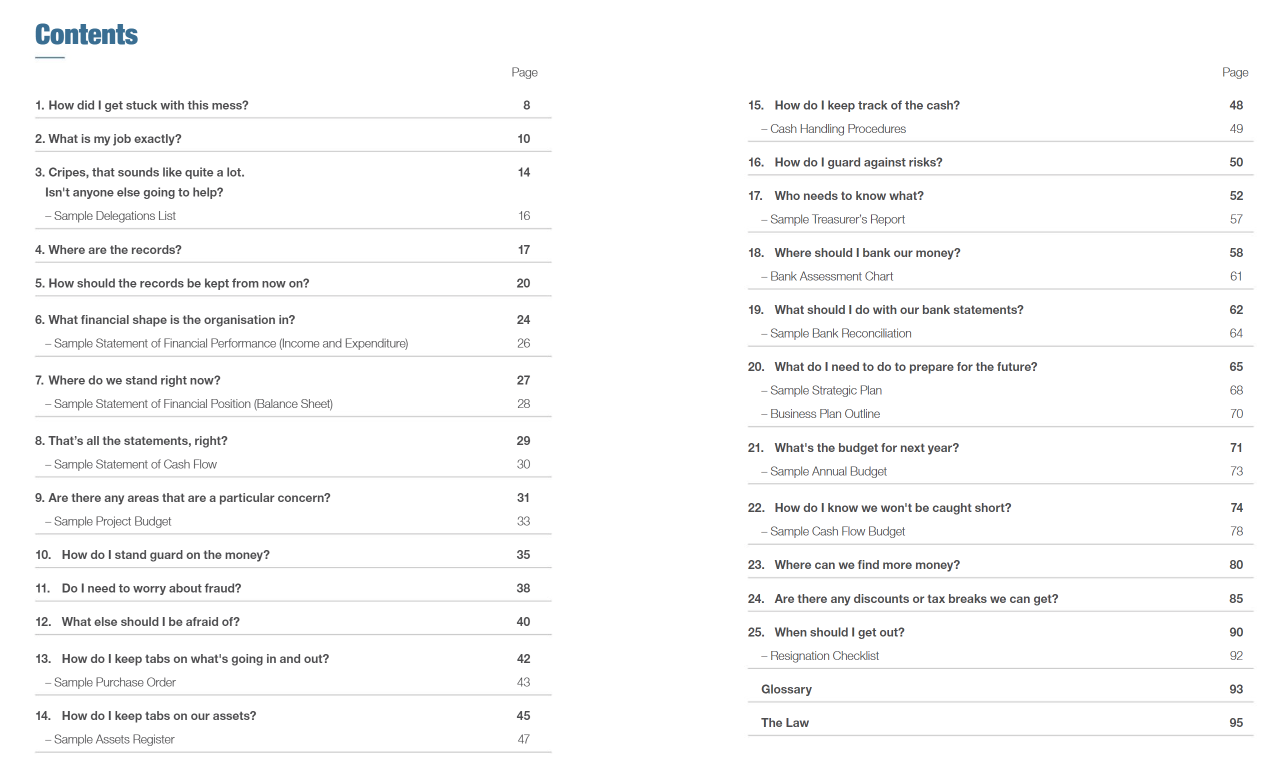 Contents
Page
1. How did I get stuck with this mess? 8
2. What is my job exactly? 10
3. Cripes, that sounds like quite a lot. 14
Isn't anyone else going to help?
– Sample Delegations List 16
4. Where are the records? 17
5. How should the records be kept from now on? 20
6. What financial shape is the organisation in? 24
– Sample Statement of Financial Performance (Income and Expenditure) 26
7. Where do we stand right now? 27
– Sample Statement of Financial Position (Balance Sheet) 28
8. That's all the statements, right? 29
– Sample Statement of Cash Flow 30
9. Are there any areas that are a particular concern? 31
– Sample Project Budget 33
10. How do I stand guard on the money? 35
11. Do I need to worry about fraud? 38
12. What else should I be afraid of? 40
13. How do I keep tabs on what's going in and out? 42
– Sample Purchase Order 43
14. How do I keep tabs on our assets? 45
– Sample Assets Register 47
Page
15. How do I keep track of the cash? 48
– Cash Handling Procedures 49
16. How do I guard against risks? 50
17. Who needs to know what? 52
– Sample Treasurer's Report 57
18. Where should I bank our money? 58
– Bank Assessment Chart 61
19. What should I do with our bank statements? 62
– Sample Bank Reconciliation 64
20. What do I need to do to prepare for the future? 65
– Sample Strategic Plan 68
– Business Plan Outline 70
21. What's the budget for next year? 71
– Sample Annual Budget 73
22. How do I know we won't be caught short? 74
– Sample Cash Flow Budget 78
23. Where can we find more money? 80
24. Are there any discounts or tax breaks we can get? 85
25. When should I get out? 90
– Resignation Checklist 92
Glossary 93
The Law 95